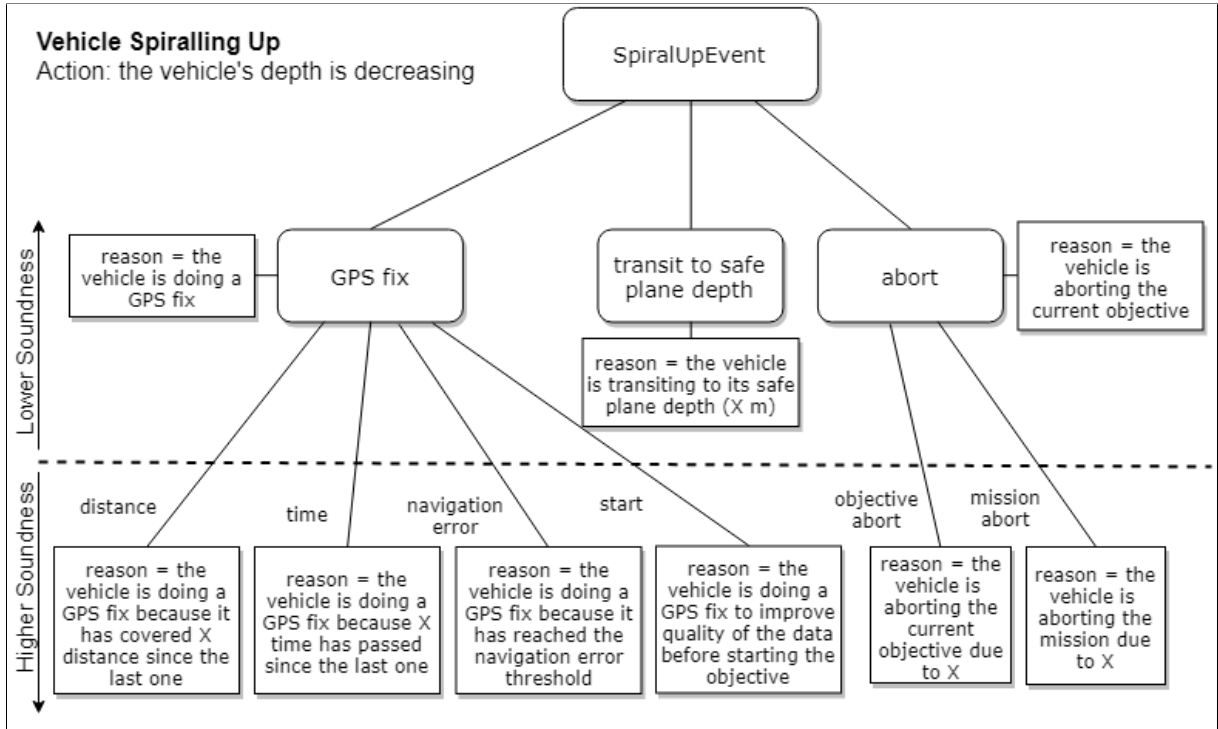 Vehicle Spiralling Up
Action: the vehicle's depth is decreasing
SpiralUpEvent
Lower Soundness
reason = the
vehicle is doing a
GPS fix
GPS fix
transit to safe
plane depth
abort
reason = the
vehicle is
aborting the
current objective
reason = the vehicle
is transiting to its safe
plane depth (X m)
Higher Soundness
distance
time
navigation
error
start
objective
abort
mission
abort
reason = the
vehicle is doing a
GPS fix because it
has covered X
distance since the
last one
reason = the
vehicle is doing a
GPS fix because X
time has passed
since the last one
reason = the
vehicle is doing a
GPS fix because it
has reached the
navigation error
threshold
reason = the
vehicle is doing a
GPS fix to improve
quality of the data
before starting the
objective
reason = the
vehicle is
aborting the
current
objective due
to X
reason = the
vehicle is
aborting the
mission due
to X